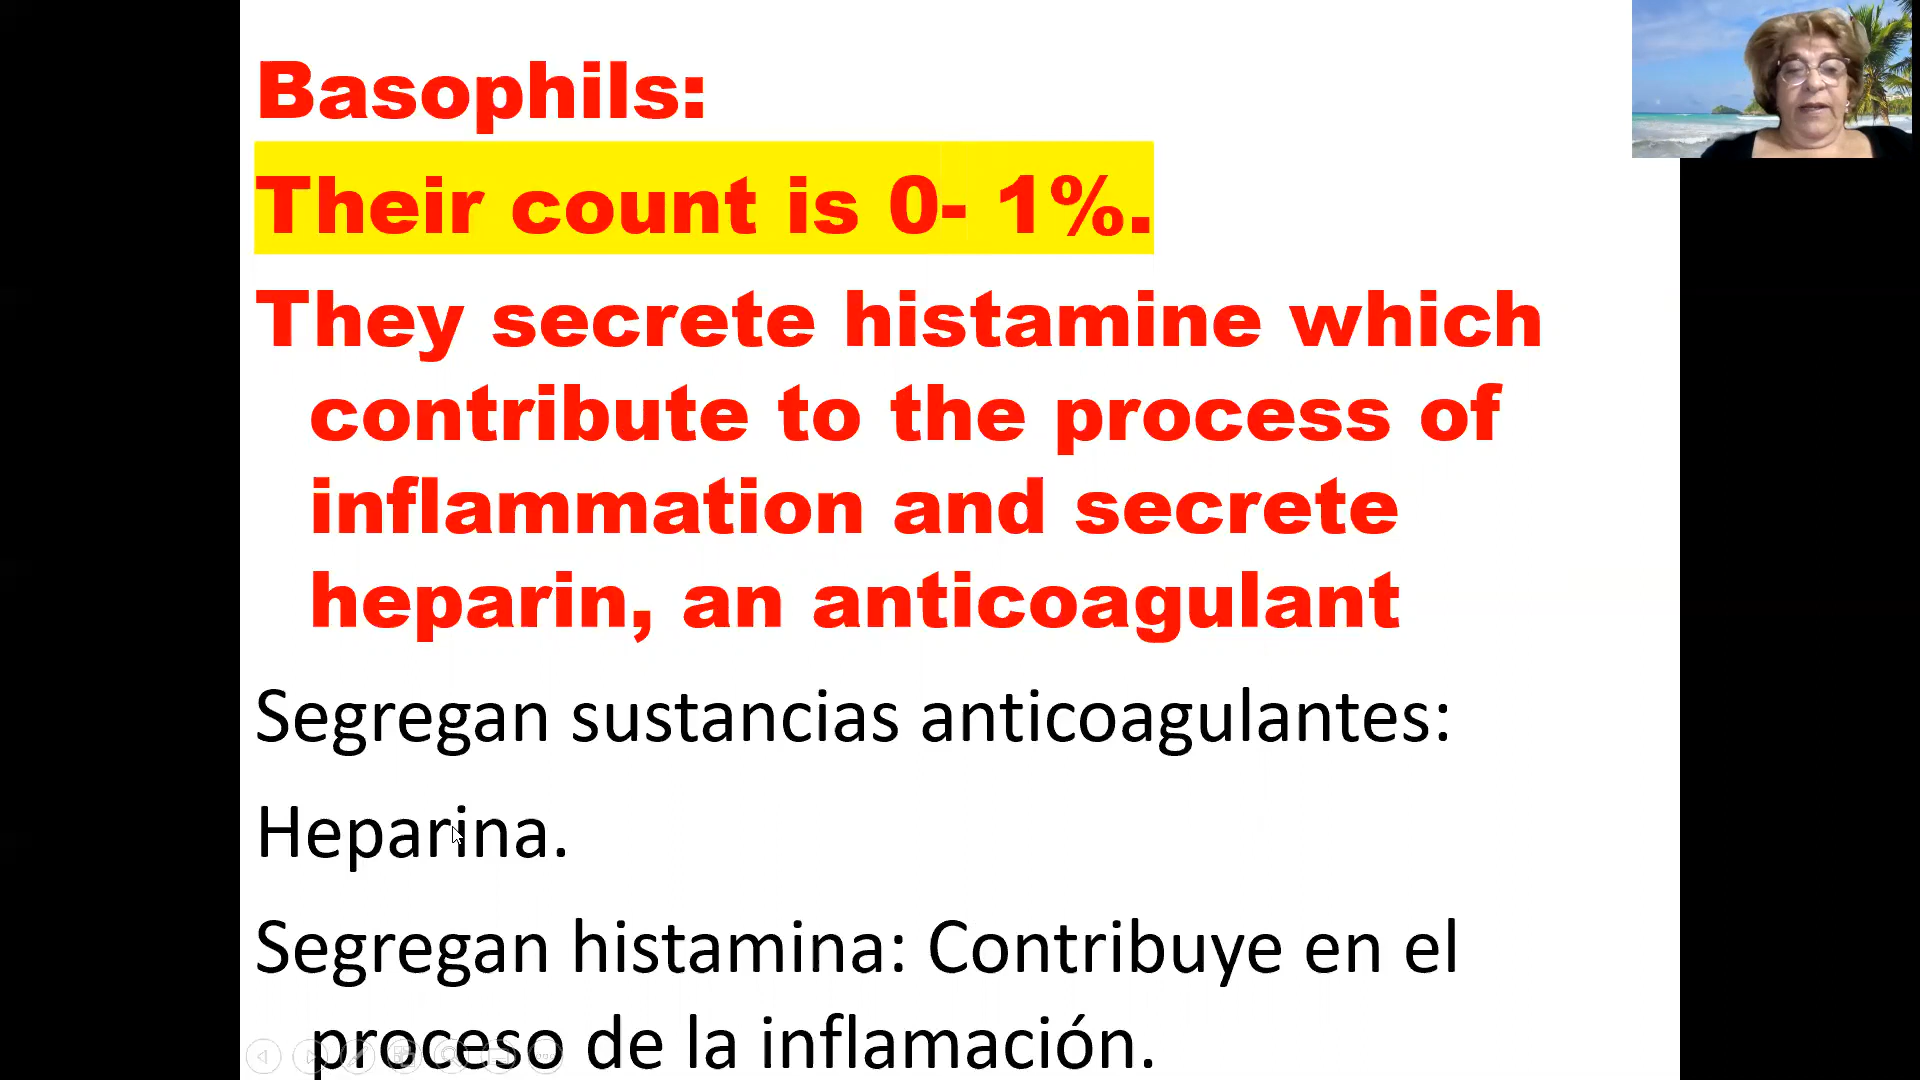 Basophils:
Their count is 0- 1%.
They secrete histamine which
contribute to the process of
inflammation and secrete
heparin, an anticoagulant
Segregan sustancias anticoagulantes:
Heparina.
Segregan histamina: Contribuye en el
proceso de la inflamación.